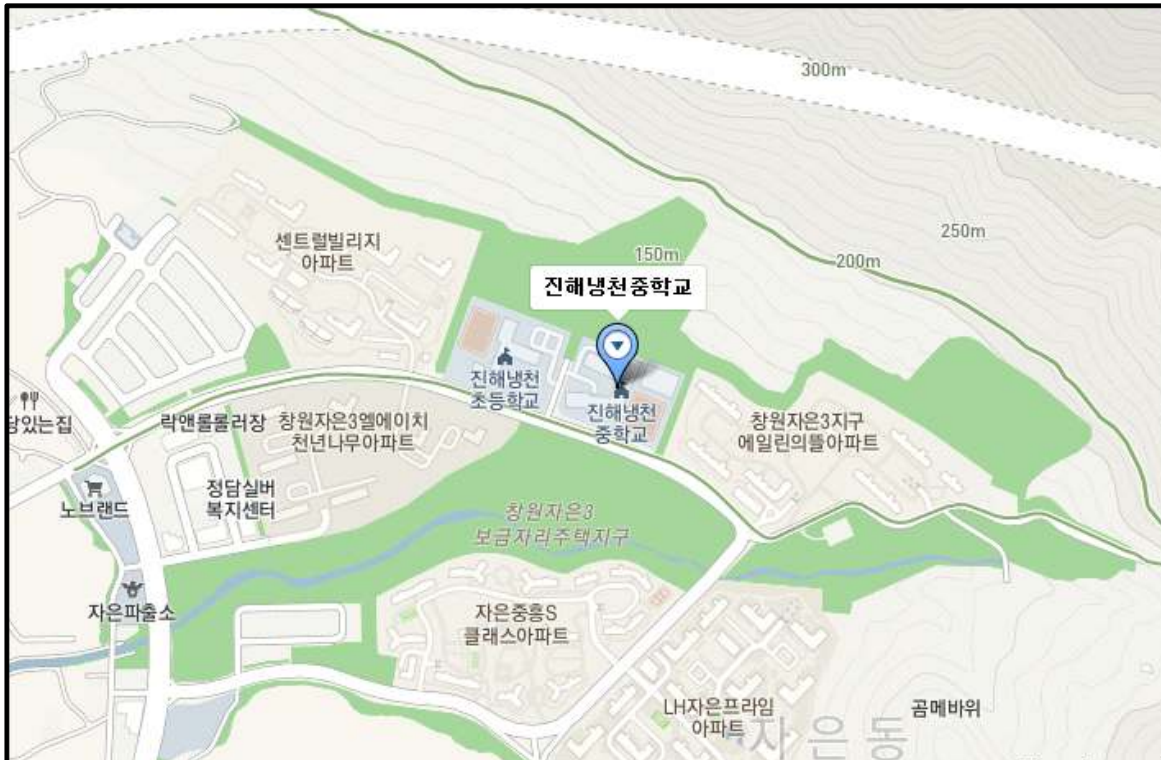 300m
250m
센트럴빌리지
아파트
150m
200m
진해냉천중학교
진해냉천
초등학교
진해냉천
중학교
당있는집
락앤롤롤러장
창원자은3엘에이치
천년나무아파트
창원자은3지구
에일린의뜰아파트
노브랜드
정담실버
복지센터
창원자은3
보금자리주택지구
자은파출소
자은중흥S
클래스아파트
LH자은프라임
아파트
곰메바위
자은동